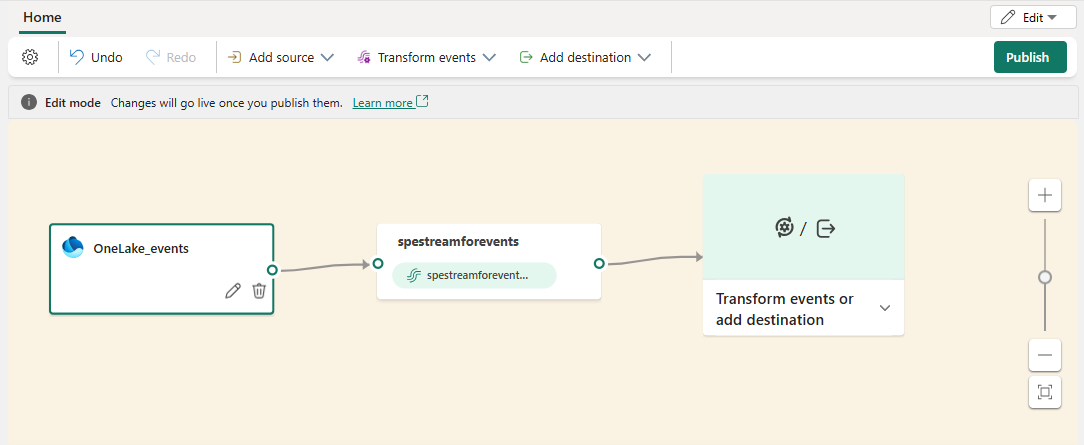 Home
Edit
Undo
Redo
Add source
Transform events
Add destination
Publish
Edit mode Changes will go live once you publish them. Learn more
OneLake_events
spestreamforevents
spestreamforevent...
/
Transform events or
add destination